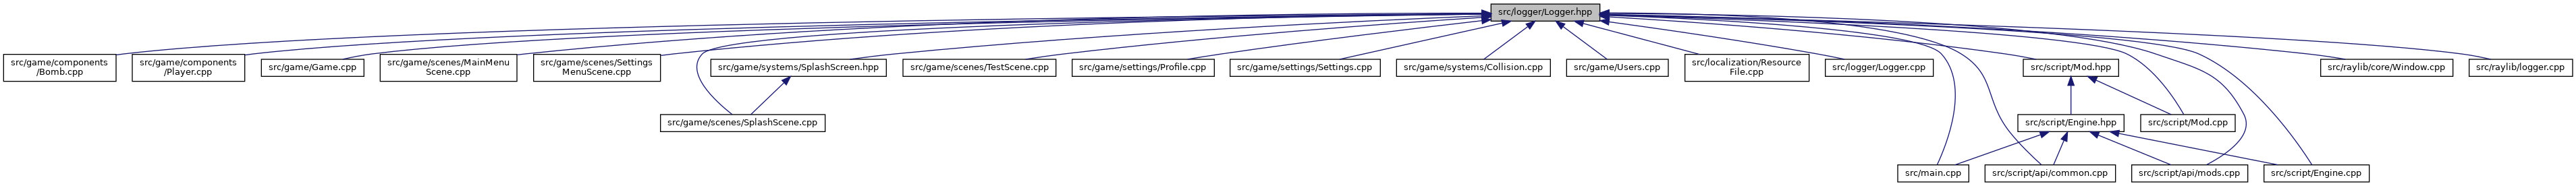 src/logger/Logger.hpp
src/game/components
/Bomb.cpp
src/game/components
/Player.cpp
src/game/Game.cpp
src/game/scenes/MainMenu
Scene.cpp
src/game/scenes/Settings
MenuScene.cpp
src/game/systems/SplashScreen.hpp
src/game/scenes/TestScene.cpp
src/game/settings/Profile.cpp
src/game/settings/Settings.cpp
src/game/systems/Collision.cpp
src/game/Users.cpp
src/localization/Resource
File.cpp
src/logger/Logger.cpp
src/script/Mod.hpp
src/raylib/core/Window.cpp
src/raylib/logger.cpp
src/game/scenes/SplashScene.cpp
src/script/Engine.hpp
src/script/Mod.cpp
src/main.cpp
src/script/api/common.cpp
src/script/api/mods.cpp
src/script/Engine.cpp